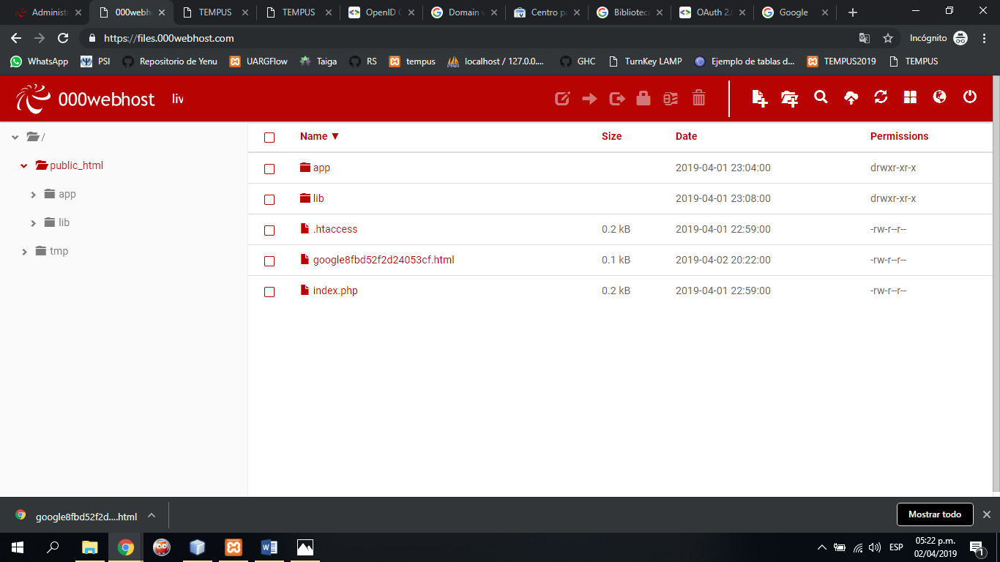 Administr
000webh
TEMPUS
TEMPUS
OpenID C
Domain v
Centro pa
Biblioteca
OAuth 2.0
Google
https://files.000webhost.com
Incógnito
WhatsApp
PSI
Repositorio de Yenu
UARGFlow
Taiga
RS
tempus
localhost / 127.0.0....
GHC
TurnKey LAMP
Ejemplo de tablas d...
TEMPUS2019
TEMPUS
000webhost
liv
/
public_html
app
lib
tmp
Name ▼ Size Date Permissions
app 2019-04-01 23:04:00 drwxr-xr-x
lib 2019-04-01 23:08:00 drwxr-xr-x
.htaccess 0.2 kB 2019-04-01 22:59:00 -rw-r--r--
google8fbd52f2d24053cf.html 0.1 kB 2019-04-02 20:22:00 -rw-r--r--
index.php 0.2 kB 2019-04-01 22:59:00 -rw-r--r--
google8fbd52f2d....html
Mostrar todo
ESP
05:22 p.m.
02/04/2019
1